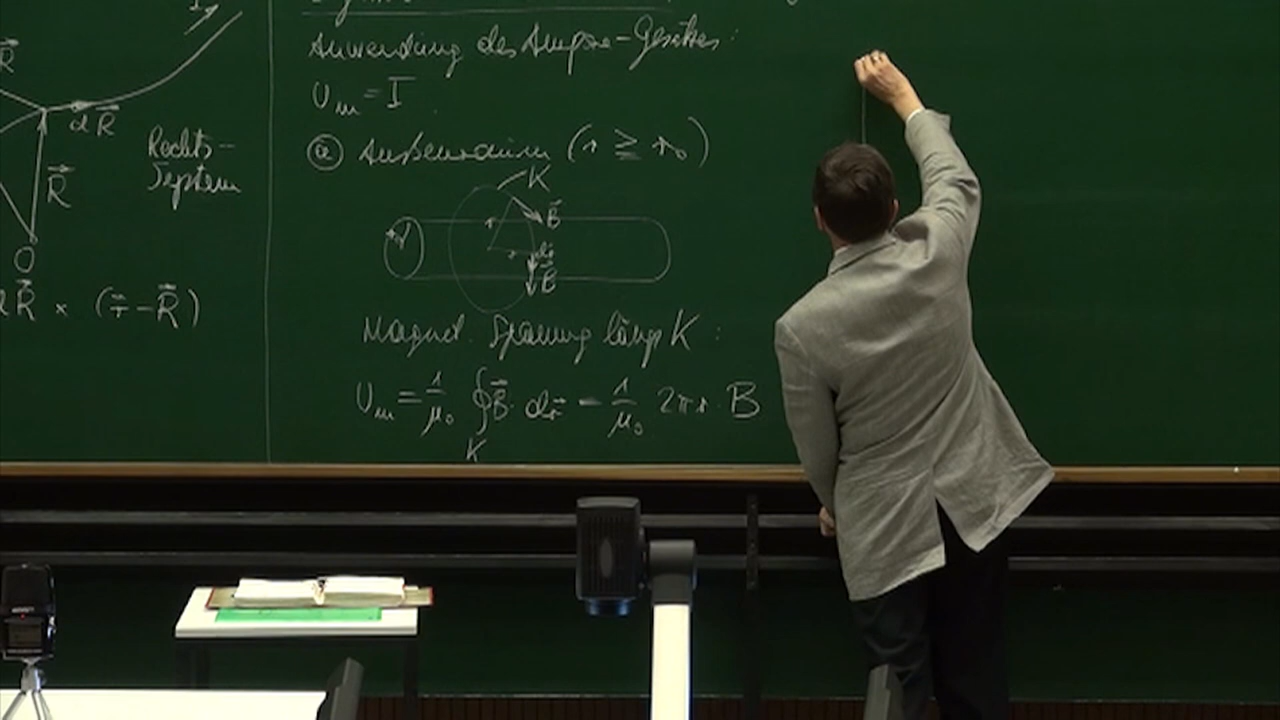 R⃗
dR⃗
Rechts-
System
R⃗
O
dR⃗ × (r⃗ - R⃗)
Anwendung des Ampère-Gesetzes:
U_m = I
ⓐ Außenraum (r ≥ r₀)
K
r
B⃗
B⃗
Magnet. Spannung längs K:
U_m = 1/μ₀ ∮_K B⃗ · dr⃗ = 1/μ₀ 2πr · B